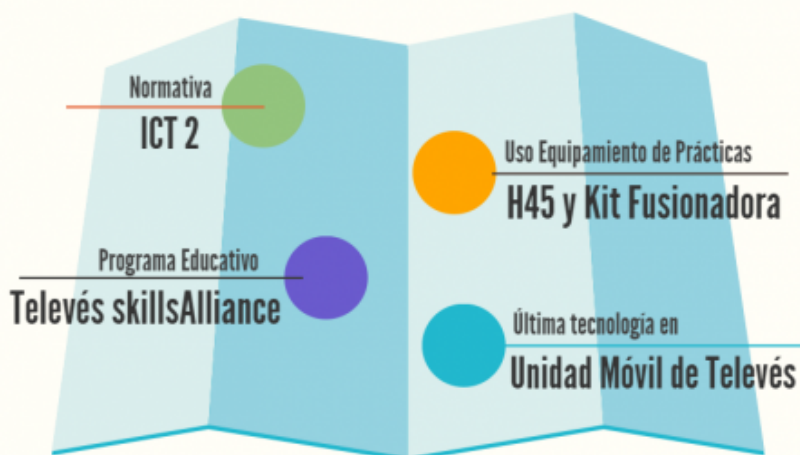 Normativa
ICT 2
Uso Equipamiento de Prácticas
H45 y Kit Fusionadora
Programa Educativo
Televés skillsAlliance
Última tecnología en
Unidad Móvil de Televés